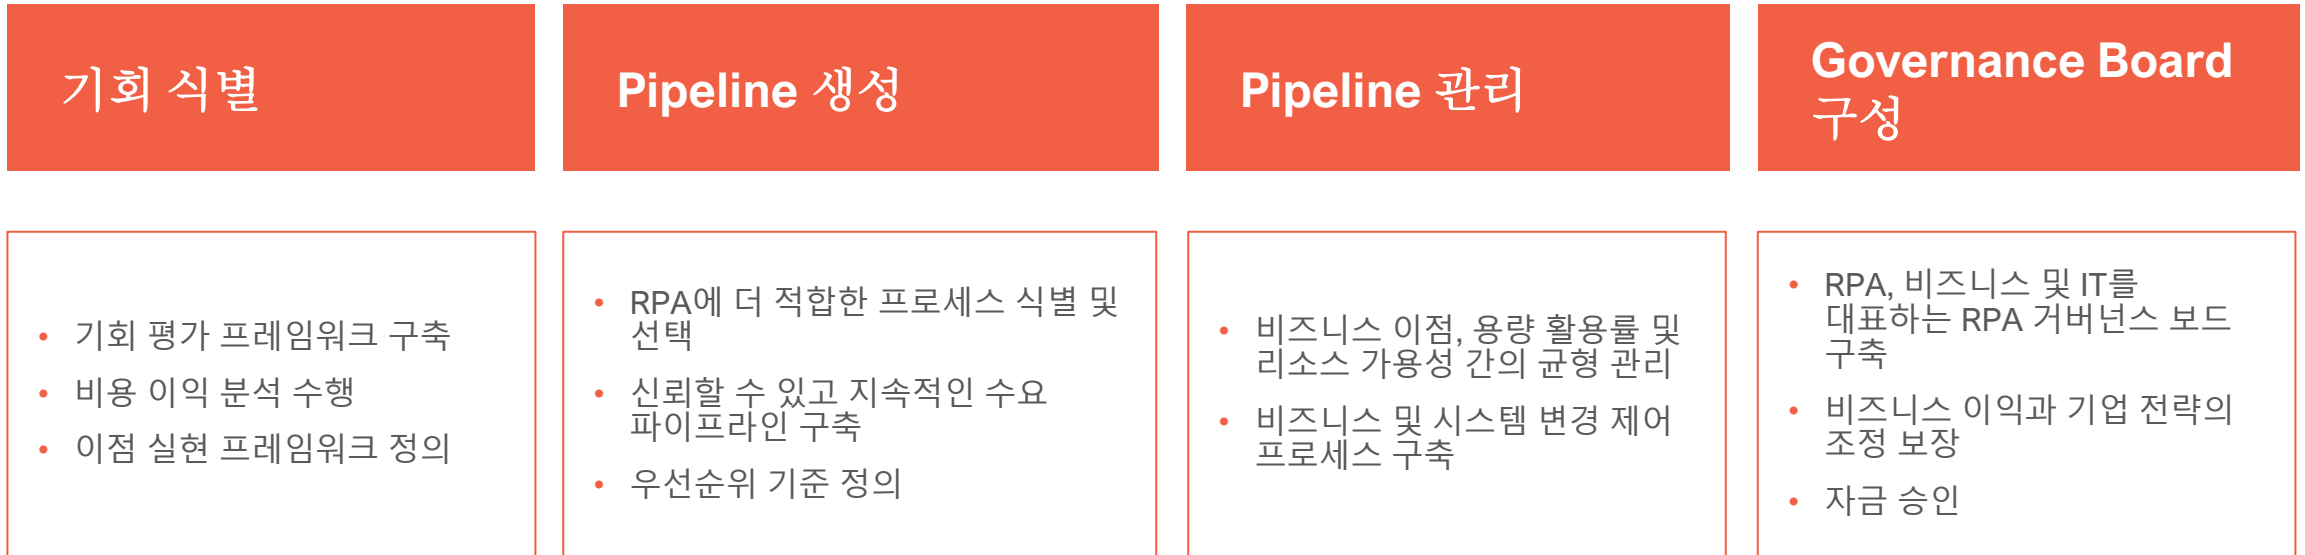 기회 식별
Pipeline 생성
Pipeline 관리
Governance Board
구성
• 기회 평가 프레임워크 구축
• 비용 이익 분석 수행
• 이점 실현 프레임워크 정의
• RPA에 더 적합한 프로세스 식별 및
선택
• 신뢰할 수 있고 지속적인 수요
파이프라인 구축
• 우선순위 기준 정의
• 비즈니스 이점, 용량 활용률 및
리소스 가용성 간의 균형 관리
• 비즈니스 및 시스템 변경 제어
프로세스 구축
• RPA, 비즈니스 및 IT를
대표하는 RPA 거버넌스 보드
구축
• 비즈니스 이익과 기업 전략의
조정 보장
• 자금 승인